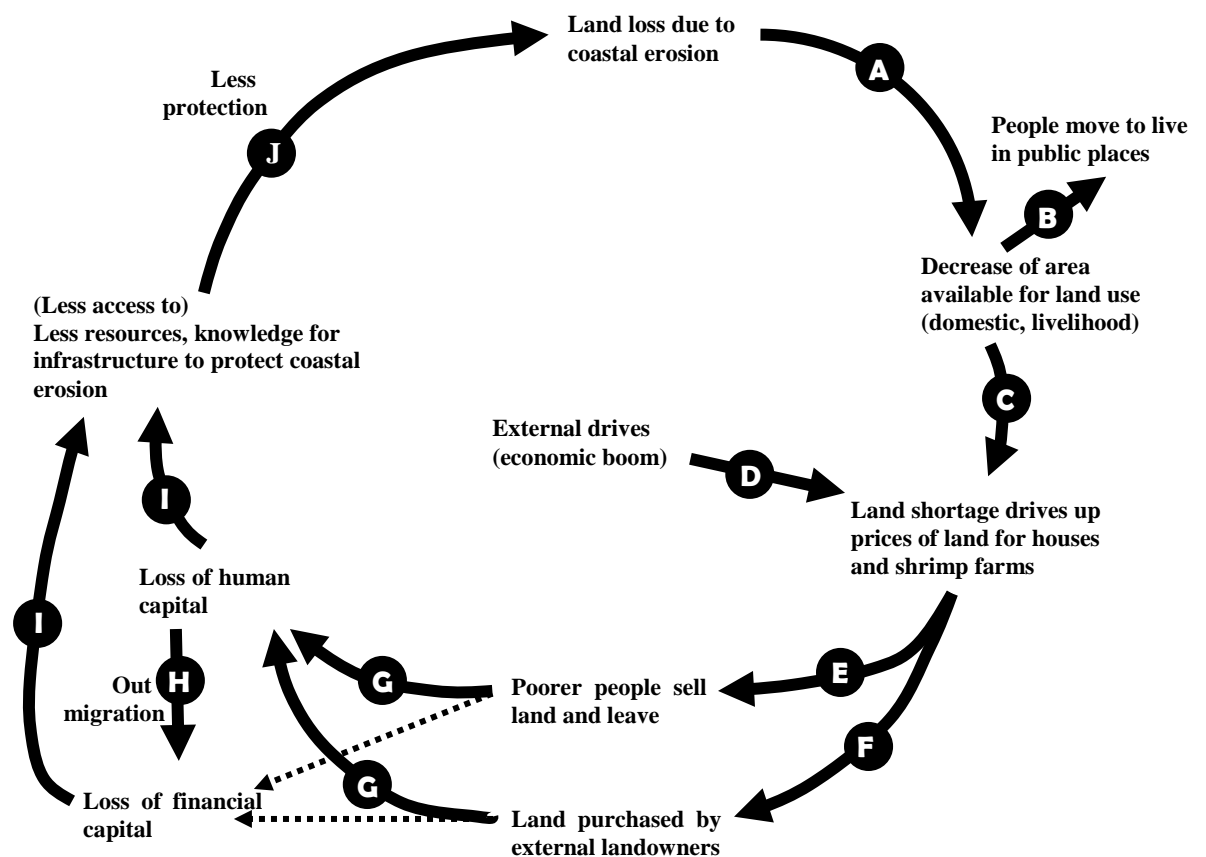 Land loss due to
coastal erosion
A
Less
protection
J
People move to live
in public places
B
Decrease of area
available for land use
(domestic, livelihood)
(Less access to)
Less resources, knowledge for
infrastructure to protect coastal
erosion
C
External drives
(economic boom)
D
Land shortage drives up
prices of land for houses
and shrimp farms
I
Loss of human
capital
I
E
G
H
Out
migration
Poorer people sell
land and leave
F
G
Loss of financial
capital
Land purchased by
external landowners